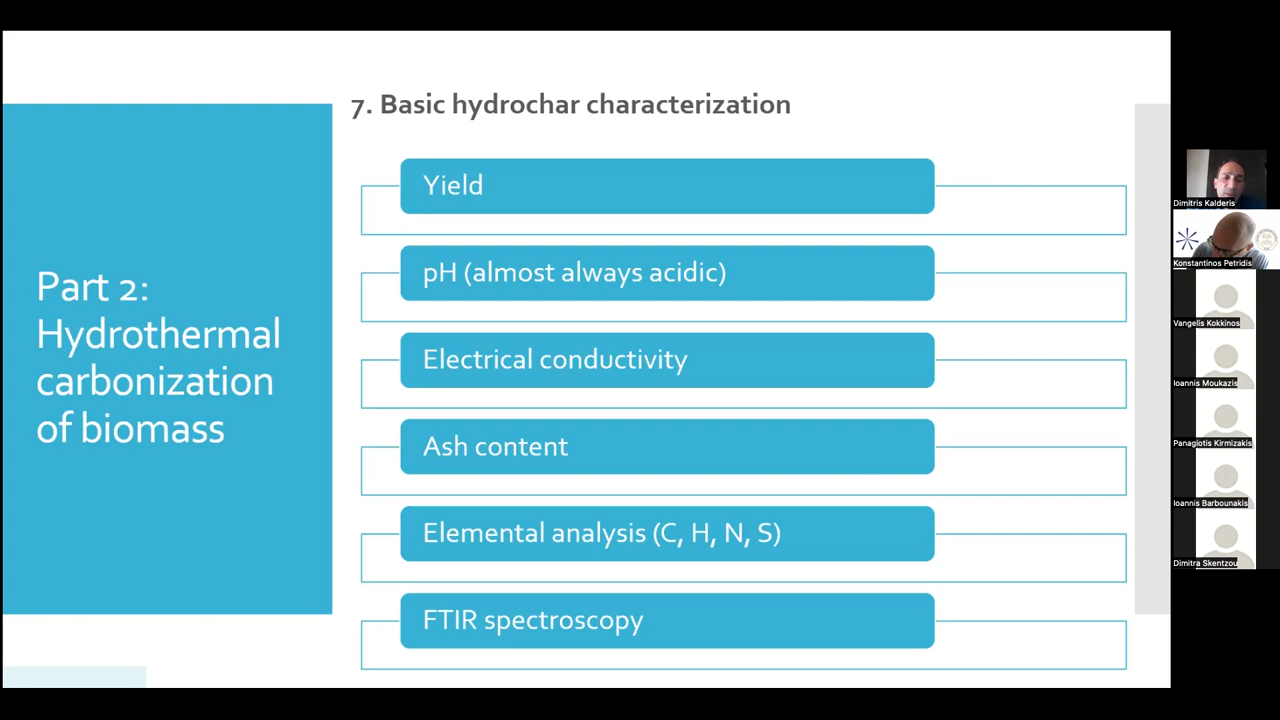 7. Basic hydrochar characterization
Part 2:
Hydrothermal
carbonization
of biomass
Yield
pH (almost always acidic)
Electrical conductivity
Ash content
Elemental analysis (C, H, N, S)
FTIR spectroscopy
Dimitris Kalderis
Konstantinos Petridis
Vangelis Kokkinos
Ioannis Moukazis
Panagiotis Kirmizakis
Ioannis Barbounakis
Dimitra Skentzou